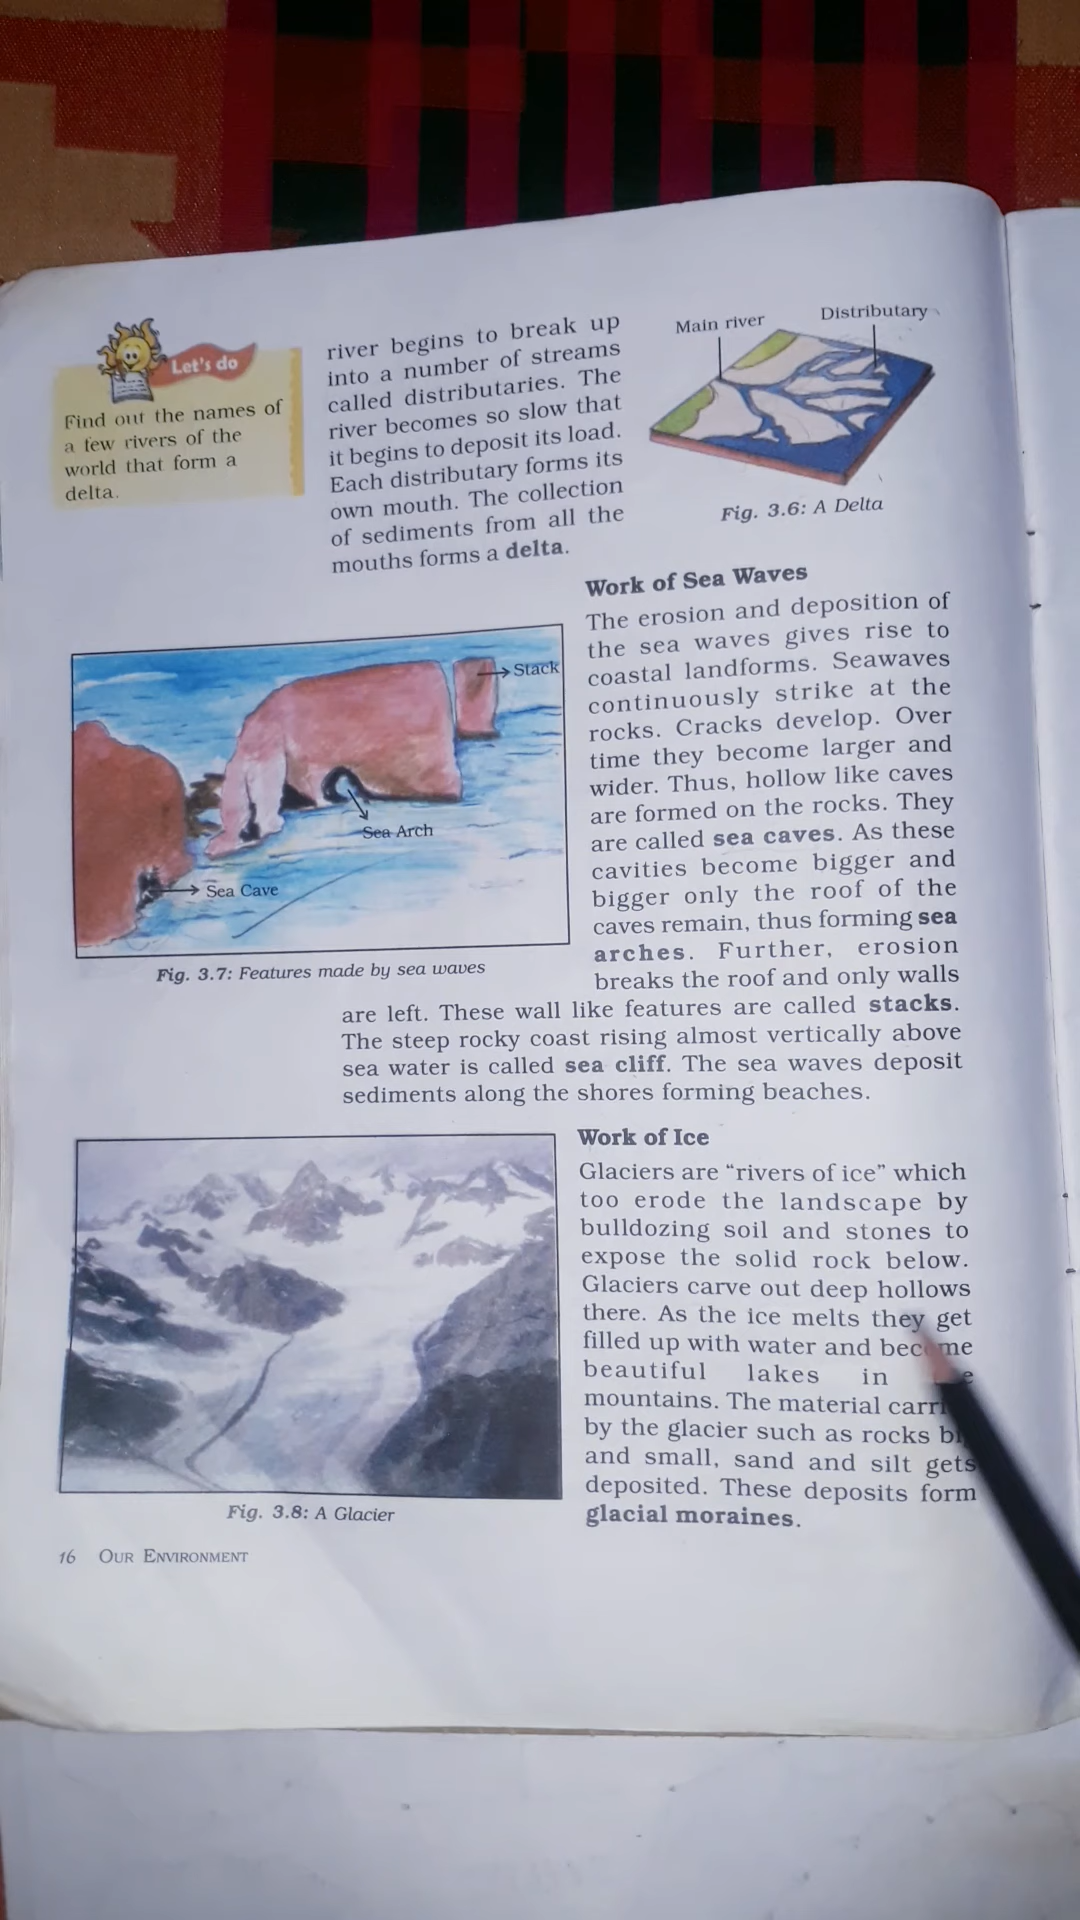 Let's do
Find out the names of
a few rivers of the
world that form a
delta.
river begins to break up
into a number of streams
called distributaries. The
river becomes so slow that
it begins to deposit its load.
Each distributary forms its
own mouth. The collection
of sediments from all the
mouths forms a delta.
Main river
Distributary
Fig. 3.6: A Delta
Work of Sea Waves
The erosion and deposition of
the sea waves gives rise to
coastal landforms. Seawaves
continuously strike at the
rocks. Cracks develop. Over
time they become larger and
wider. Thus, hollow like caves
are formed on the rocks. They
are called sea caves. As these
cavities become bigger and
bigger only the roof of the
caves remain, thus forming sea
arches. Further, erosion
breaks the roof and only walls
are left. These wall like features are called stacks.
The steep rocky coast rising almost vertically above
sea water is called sea cliff. The sea waves deposit
sediments along the shores forming beaches.
Stack
Sea Arch
Sea Cave
Fig. 3.7: Features made by sea waves
Work of Ice
Glaciers are “rivers of ice” which
too erode the landscape by
bulldozing soil and stones to
expose the solid rock below.
Glaciers carve out deep hollows
there. As the ice melts they get
filled up with water and become
beautiful lakes in
mountains. The material
by the glacier such as rocks
and small, sand and silt gets
deposited. These deposits form
glacial moraines.
Fig. 3.8: A Glacier
16 OUR ENVIRONMENT